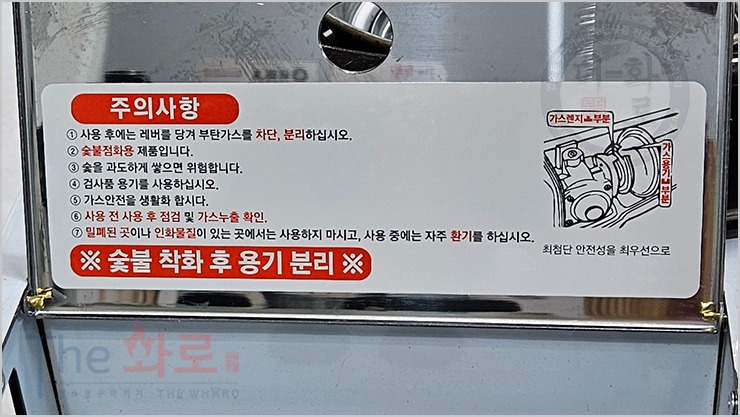 주의사항
① 사용 후에는 레버를 당겨 부탄가스를 차단, 분리하십시오.
② 숯불점화용 제품입니다.
③ 숯을 과도하게 쌓으면 위험합니다.
④ 검사품 용기를 사용하십시오.
⑤ 가스안전을 생활화 합시다.
⑥ 사용 전 사용 후 점검 및 가스누출 확인.
⑦ 밀폐된 곳이나 인화물질이 있는 곳에서는 사용하지 마시고, 사용 중에는 자주 환기를 하십시오.
※ 숯불 착화 후 용기 분리 ※
가스렌지 부분
가스용기 부분
최첨단 안전성을 최우선으로
The 화로
THE WHARO